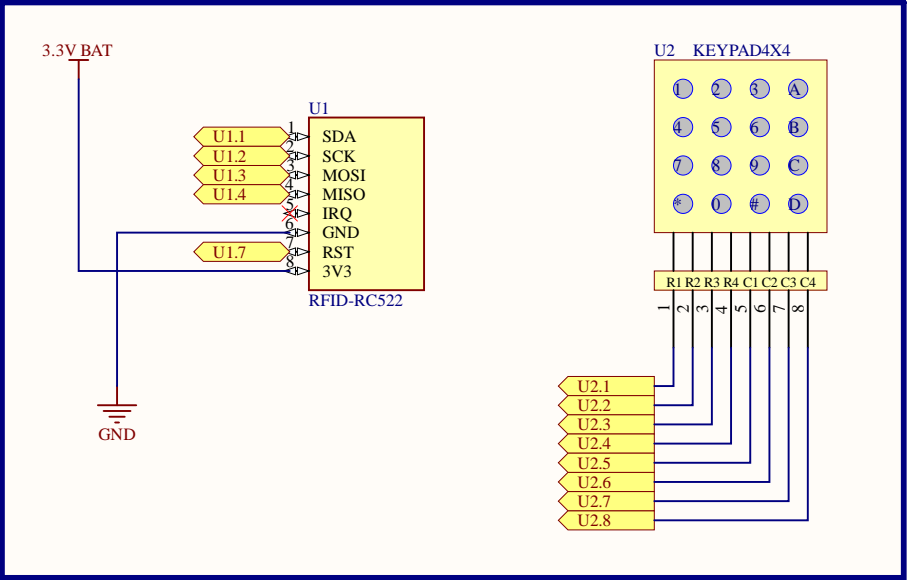 3.3V BAT
U1
U1.1 1 SDA
U1.2 2 SCK
U1.3 3 MOSI
U1.4 4 MISO
5 IRQ
6 GND
U1.7 7 RST
8 3V3
RFID-RC522
GND
U2 KEYPAD4X4
1 2 3 A
4 5 6 B
7 8 9 C
* 0 # D
R1 R2 R3 R4 C1 C2 C3 C4
1 2 3 4 5 6 7 8
U2.1
U2.2
U2.3
U2.4
U2.5
U2.6
U2.7
U2.8